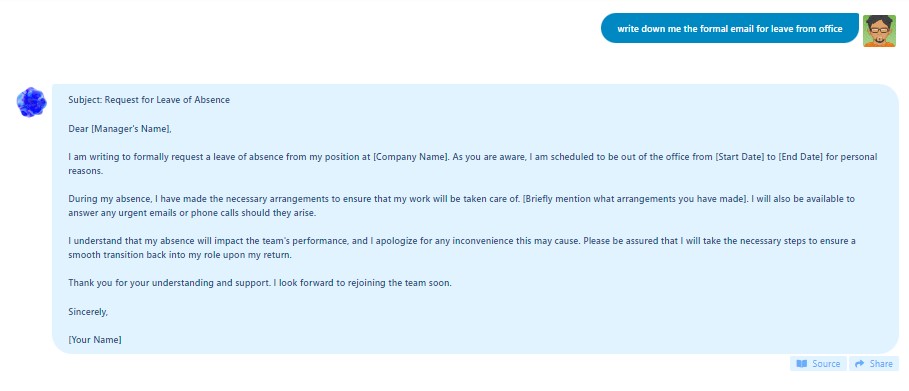 write down me the formal email for leave from office
Subject: Request for Leave of Absence
Dear [Manager's Name],
I am writing to formally request a leave of absence from my position at [Company Name]. As you are aware, I am scheduled to be out of the office from [Start Date] to [End Date] for personal
reasons.
During my absence, I have made the necessary arrangements to ensure that my work will be taken care of. [Briefly mention what arrangements you have made]. I will also be available to
answer any urgent emails or phone calls should they arise.
I understand that my absence will impact the team's performance, and I apologize for any inconvenience this may cause. Please be assured that I will take the necessary steps to ensure a
smooth transition back into my role upon my return.
Thank you for your understanding and support. I look forward to rejoining the team soon.
Sincerely,
[Your Name]
Source Share